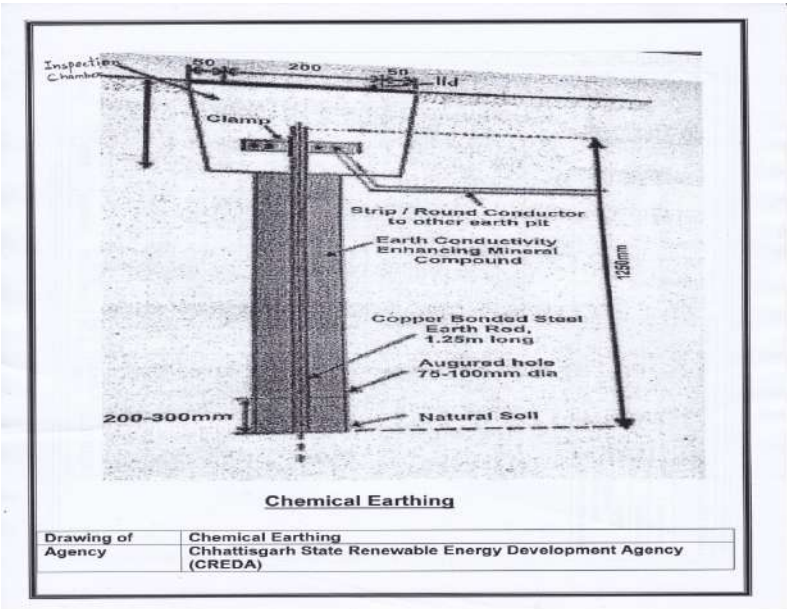 Inspection
Chamber
50
200
50
lid
Clamp
Strip / Round Conductor
to other earth pit
Earth Conductivity
Enhancing Mineral
Compound
1250mm
Copper Bonded Steel
Earth Rod,
1.25m long
Augured hole
75-100mm dia
200-300mm
Natural Soil
Chemical Earthing
Drawing of
Chemical Earthing
Agency
Chhattisgarh State Renewable Energy Development Agency
(CREDA)